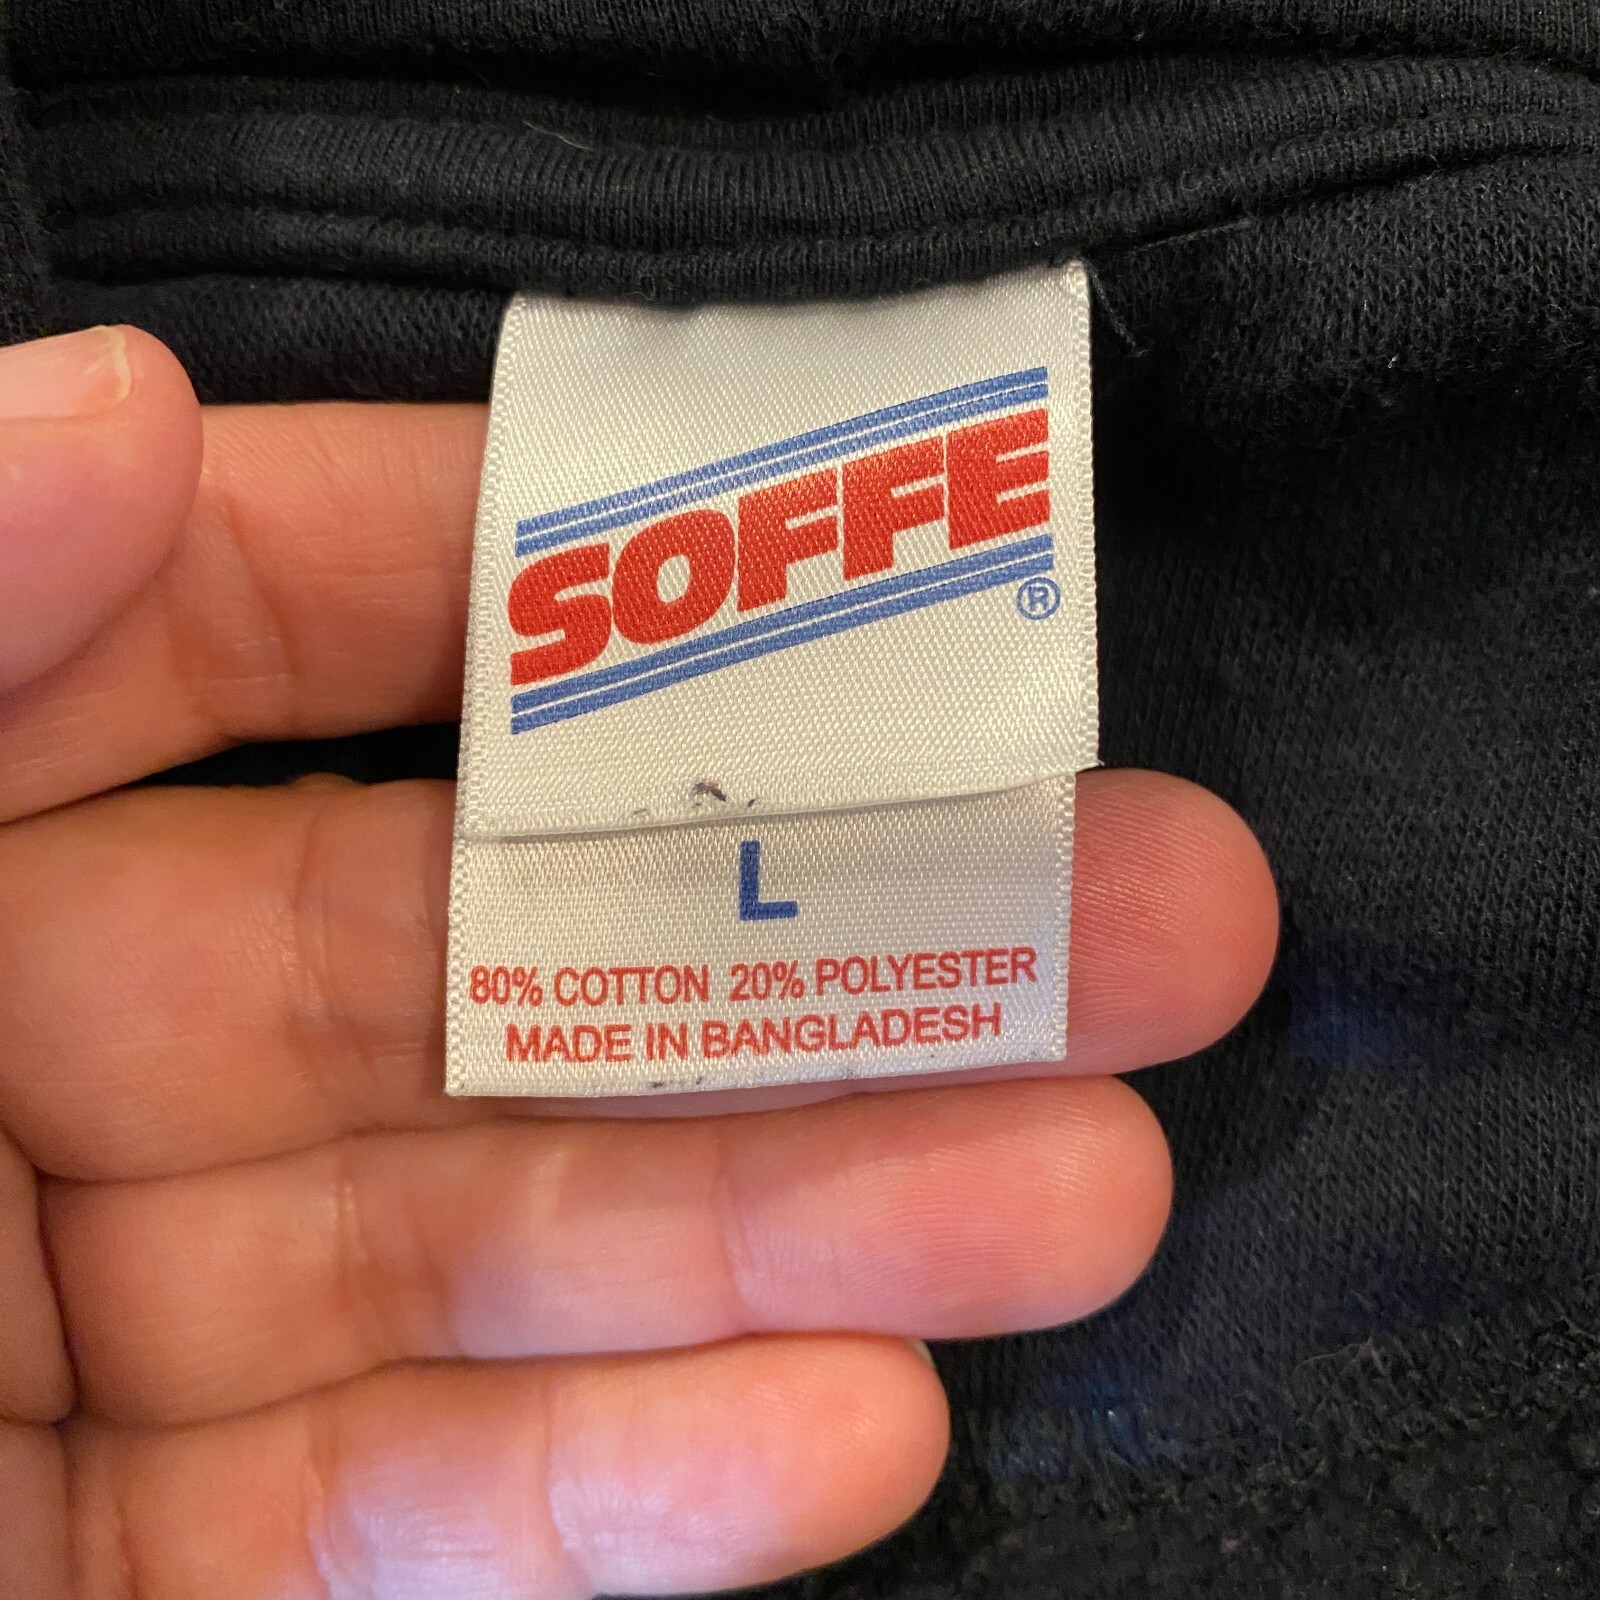 SOFFE
®
L
80% COTTON 20% POLYESTER
MADE IN BANGLADESH